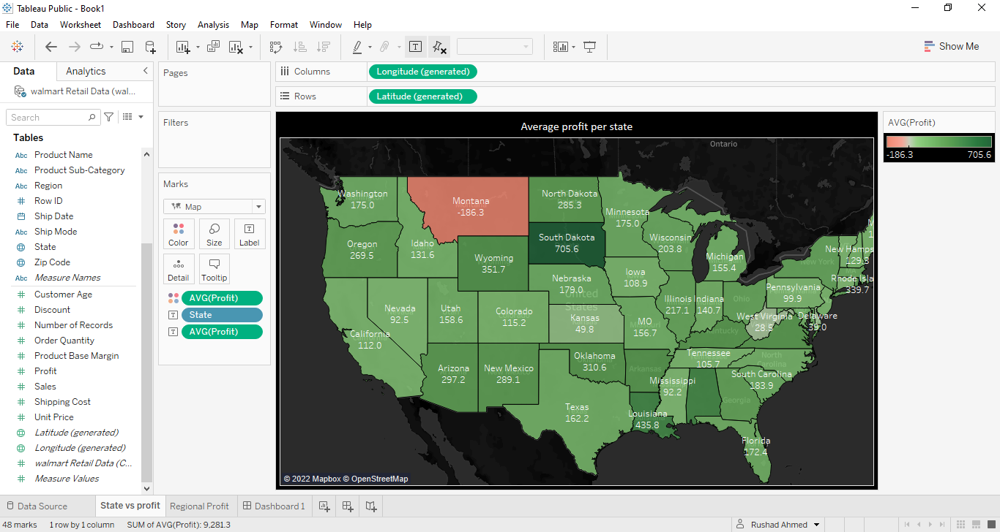 Tableau Public - Book1
File Data Worksheet Dashboard Story Analysis Map Format Window Help
Show Me
Data Analytics
walmart Retail Data (wal...
Search
Tables
Abc Product Name
Abc Product Sub-Category
Abc Region
# Row ID
Ship Date
Abc Ship Mode
State
Zip Code
Abc Measure Names
# Customer Age
# Discount
# Number of Records
# Order Quantity
# Product Base Margin
# Profit
# Sales
# Shipping Cost
# Unit Price
Latitude (generated)
Longitude (generated)
# walmart Retail Data (C...
# Measure Values
Pages
Filters
Marks
Map
Color Size Label
Detail Tooltip
AVG(Profit)
State
AVG(Profit)
Columns Longitude (generated)
Rows Latitude (generated)
Average profit per state
Ontario
Washington
175.0
Montana
-186.3
North Dakota
285.3
Minnesota
175.0
Oregon
269.5
Idaho
131.6
Wyoming
351.7
South Dakota
705.6
Wisconsin
203.8
Michigan
155.4
New York
New Hamps
129.3
Rhode Isla
339.7
Nebraska
179.0
Iowa
108.9
Pennsylvania
99.9
United
States
Nevada
92.5
Utah
158.6
Colorado
115.2
Kansas
49.8
MO
156.7
Illinois
217.1
Indiana
140.7
Ohio
West Virginia
28.5
Delaware
39.0
California
112.0
Kentucky
Arizona
297.2
New Mexico
289.1
Oklahoma
310.6
Arkansas
Tennessee
105.7
North
Carolina
South Carolina
183.9
Mississippi
92.2
Georgia
Texas
162.2
Louisiana
435.8
Florida
172.4
© 2022 Mapbox © OpenStreetMap
AVG(Profit)
-186.3 705.6
Data Source State vs profit Regional Profit Dashboard 1
48 marks 1 row by 1 column SUM of AVG(Profit): 9,281.3 Rushad Ahmed